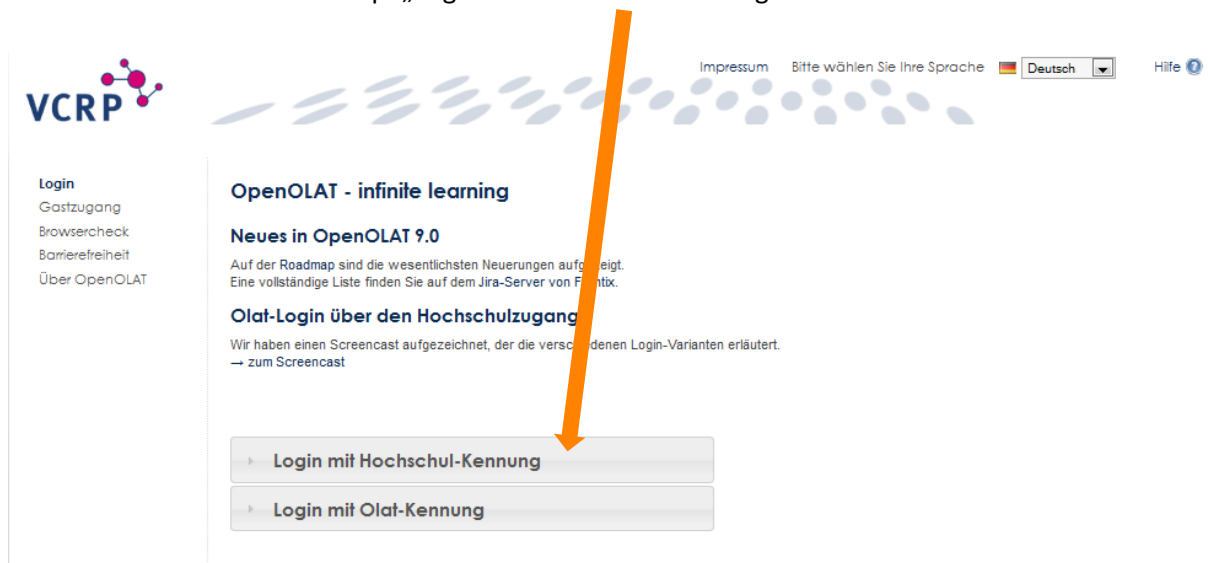 Impressum Bitte wählen Sie Ihre Sprache Deutsch Hilfe ?
VCRP
Login
Gastzugang
Browsercheck
Barrierefreiheit
Über OpenOLAT
OpenOLAT - infinite learning
Neues in OpenOLAT 9.0
Auf der Roadmap sind die wesentlichsten Neuerungen
Eine vollständige Liste finden Sie auf dem Jira-Server von
Olat-Login über den Hochschulzugang
Wir haben einen Screencast aufgezeichnet, der die Login-Varianten erläutert.
→ zum Screencast
Login mit Hochschul-Kennung
Login mit Olat-Kennung